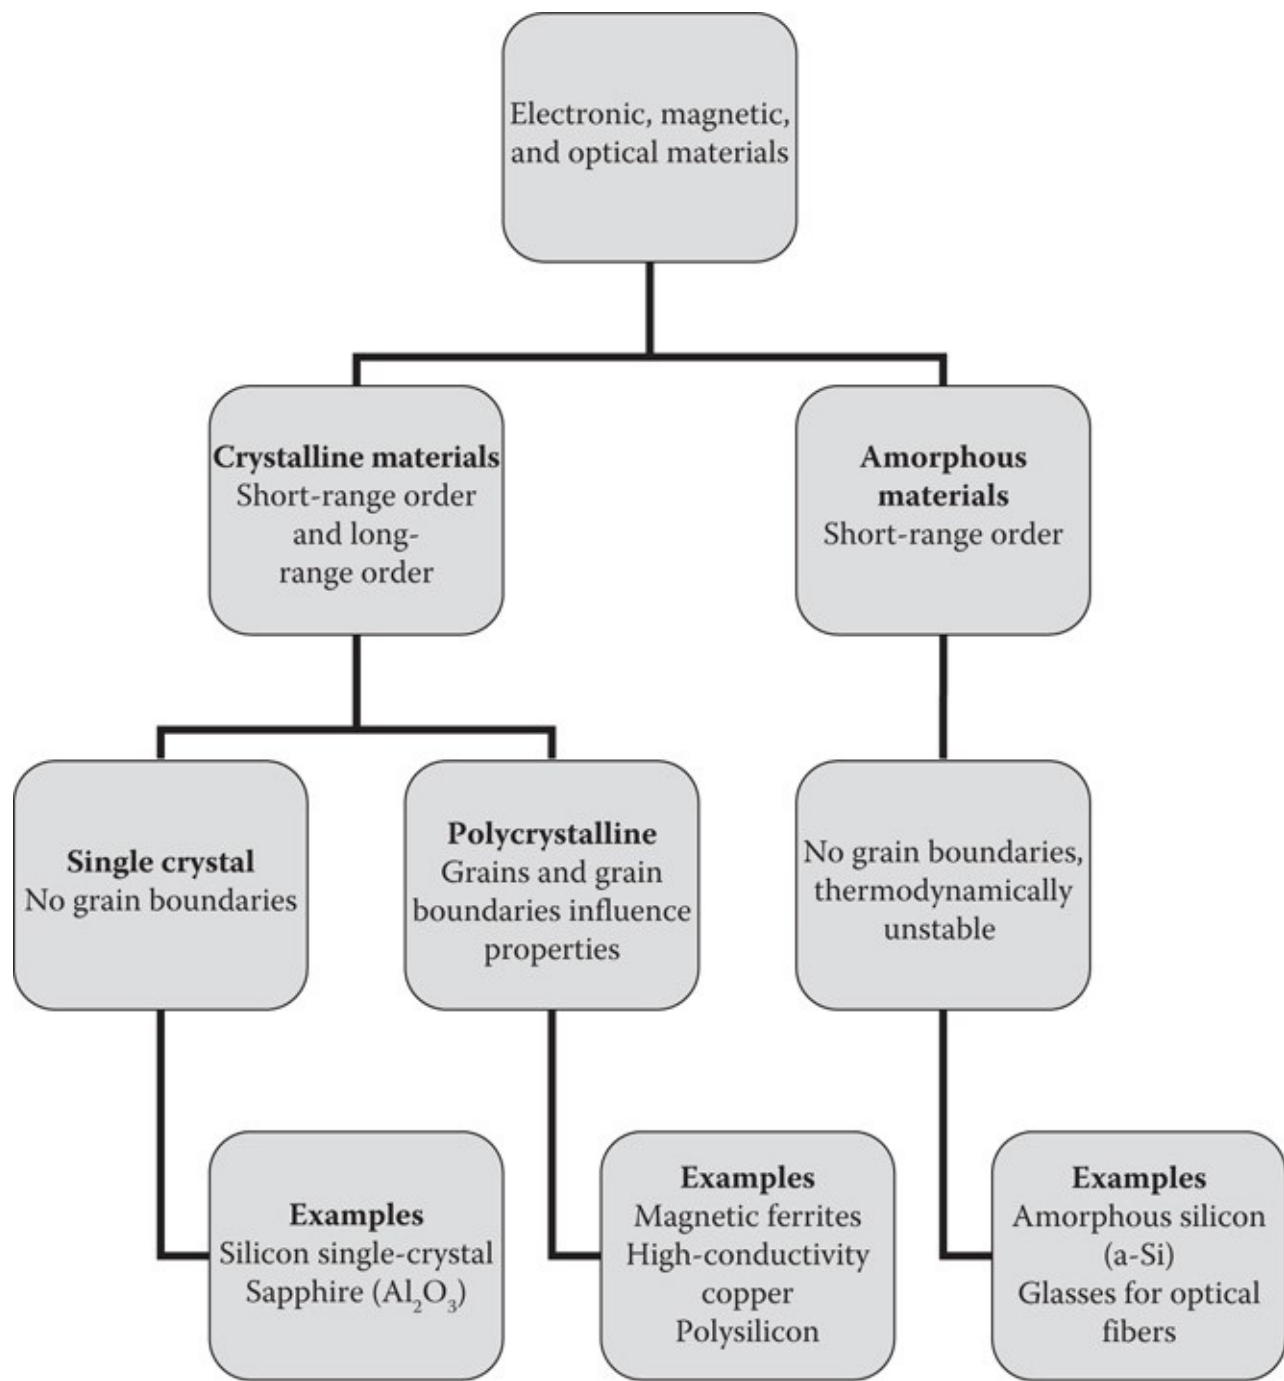 Electronic, magnetic,
and optical materials
Crystalline materials
Short-range order
and long-
range order
Amorphous
materials
Short-range order
Single crystal
No grain boundaries
Polycrystalline
Grains and grain
boundaries influence
properties
No grain boundaries,
thermodynamically
unstable
Examples
Silicon single-crystal
Sapphire (Al₂O₃)
Examples
Magnetic ferrites
High-conductivity
copper
Polysilicon
Examples
Amorphous silicon
(a-Si)
Glasses for optical
fibers